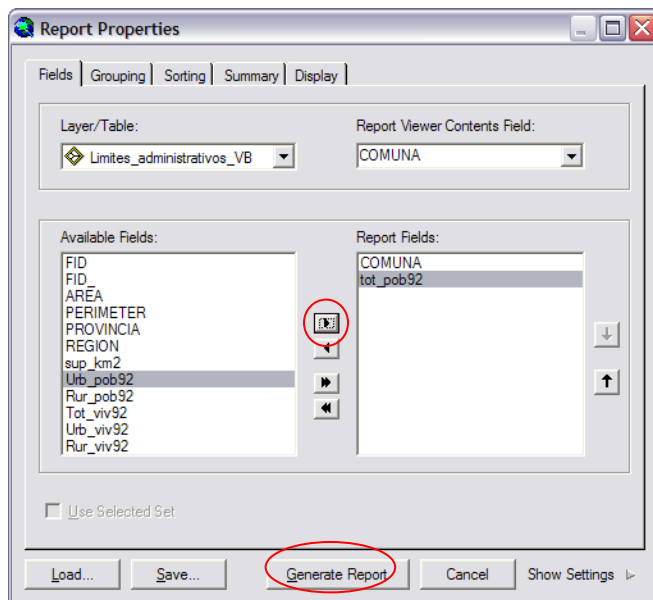 Report Properties
Fields Grouping Sorting Summary Display
Layer/Table:
Limites_administrativos_VB
Report Viewer Contents Field:
COMUNA
Available Fields:
FID
FID_
AREA
PERIMETER
PROVINCIA
REGION
sup_km2
Urb_pob92
Rur_pob92
Tot_viv92
Urb_viv92
Rur_viv92
Report Fields:
COMUNA
tot_pob92
Use Selected Set
Load... Save... Generate Report Cancel Show Settings